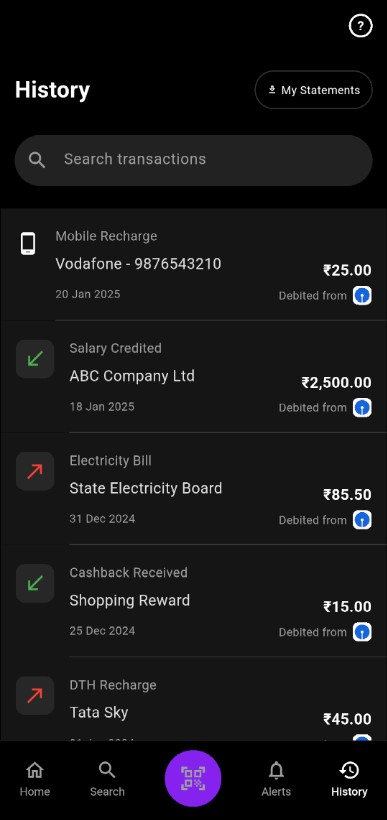 ?
History
My Statements
Search transactions
Mobile Recharge
Vodafone - 9876543210
₹25.00
20 Jan 2025
Debited from
Salary Credited
ABC Company Ltd
₹2,500.00
18 Jan 2025
Debited from
Electricity Bill
State Electricity Board
₹85.50
31 Dec 2024
Debited from
Cashback Received
Shopping Reward
₹15.00
25 Dec 2024
Debited from
DTH Recharge
Tata Sky
₹45.00
Home
Search
Alerts
History